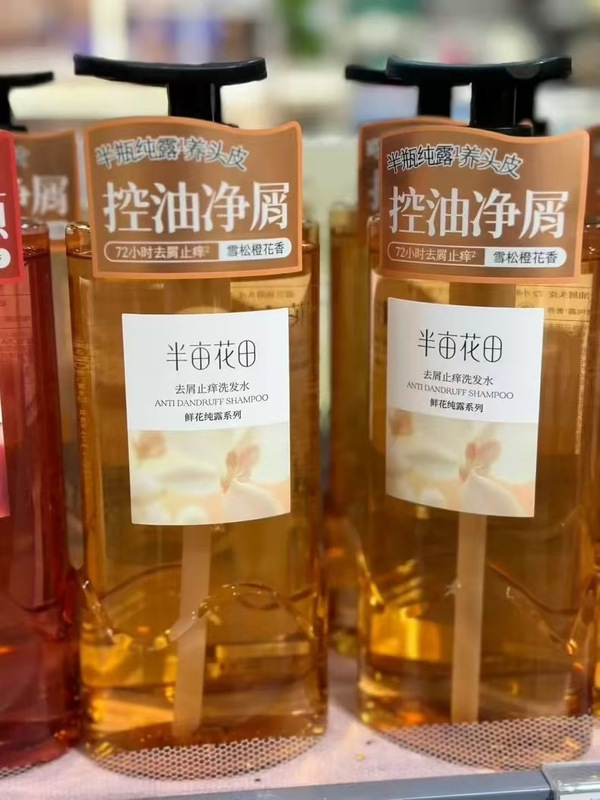 半瓶纯露¹养头皮
控油净屑
72小时去屑止痒² 雪松橙花香
半亩花田
去屑止痒洗发水
ANTI DANDRUFF SHAMPOO
鲜花纯露系列
半瓶纯露¹养头皮
控油净屑
72小时去屑止痒² 雪松橙花香
半亩花田
去屑止痒洗发水
ANTI DANDRUFF SHAMPOO
鲜花纯露系列